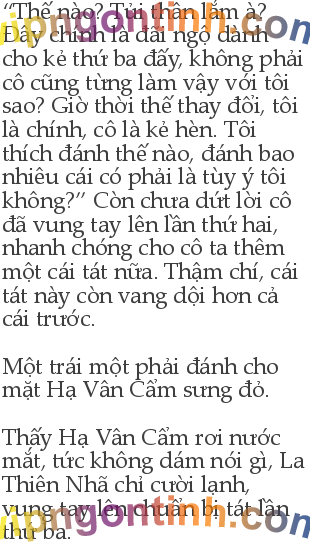 “Thế nào? Tủi thân lắm à?
Đây chính là đãi ngộ dành
cho kẻ thứ ba đấy, không phải
cô cũng từng làm vậy với tôi
sao? Giờ thời thế thay đổi, tôi
là chính, cô là kẻ hèn. Tôi
thích đánh thế nào, đánh bao
nhiêu cái có phải là tùy ý tôi
không?” Còn chưa dứt lời cô
đã vung tay lên lần thứ hai,
nhanh chóng cho cô ta thêm
một cái tát nữa. Thậm chí, cái
tát này còn vang dội hơn cả
cái trước.
Một trái một phải đánh cho
mặt Hạ Vân Cẩm sưng đỏ.
Thấy Hạ Vân Cẩm rơi nước
mắt, tức không dám nói gì, La
Thiên Nhã chỉ cười lạnh,
vung tay lên chuẩn bị tát lần
thứ ba.
vipngontinh.com
vipngontinh.com